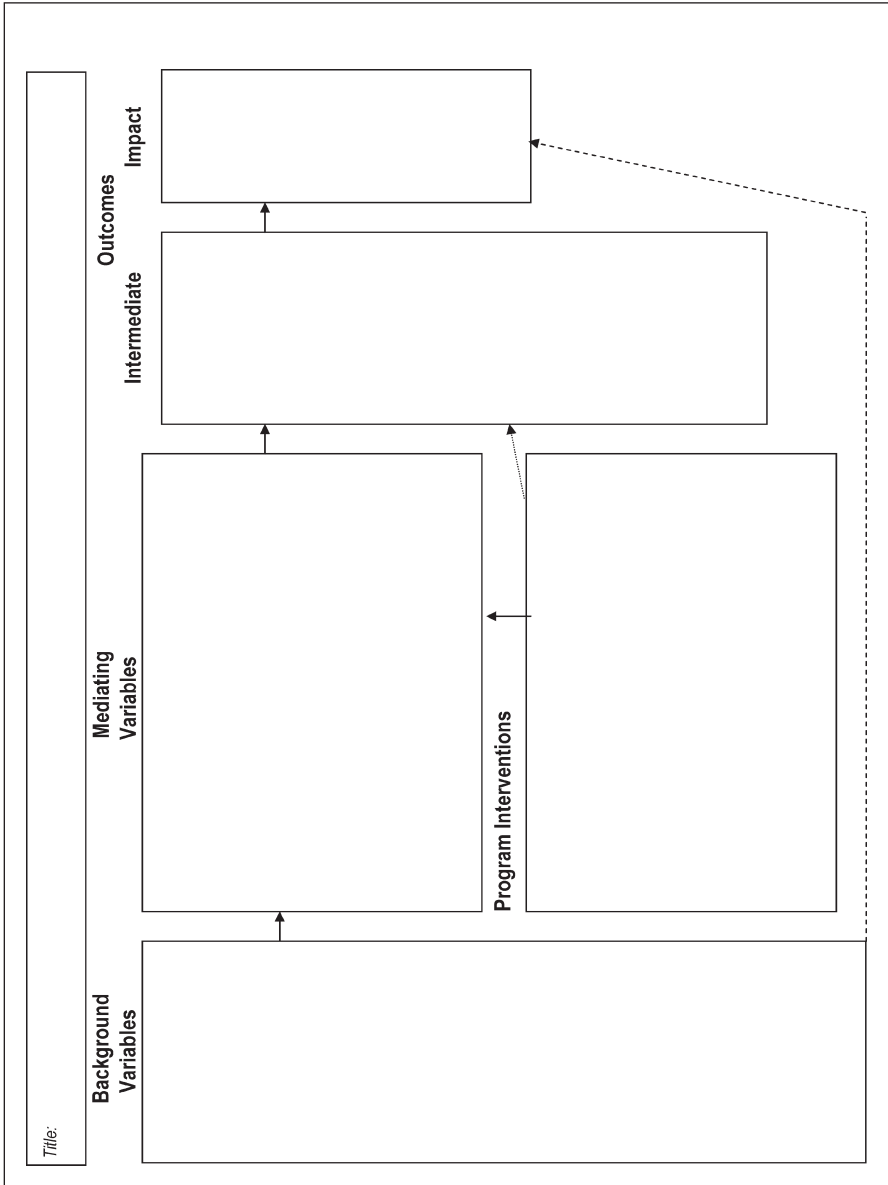 Title:
Background
Variables
Mediating
Variables
Program Interventions
Outcomes
Intermediate
Impact